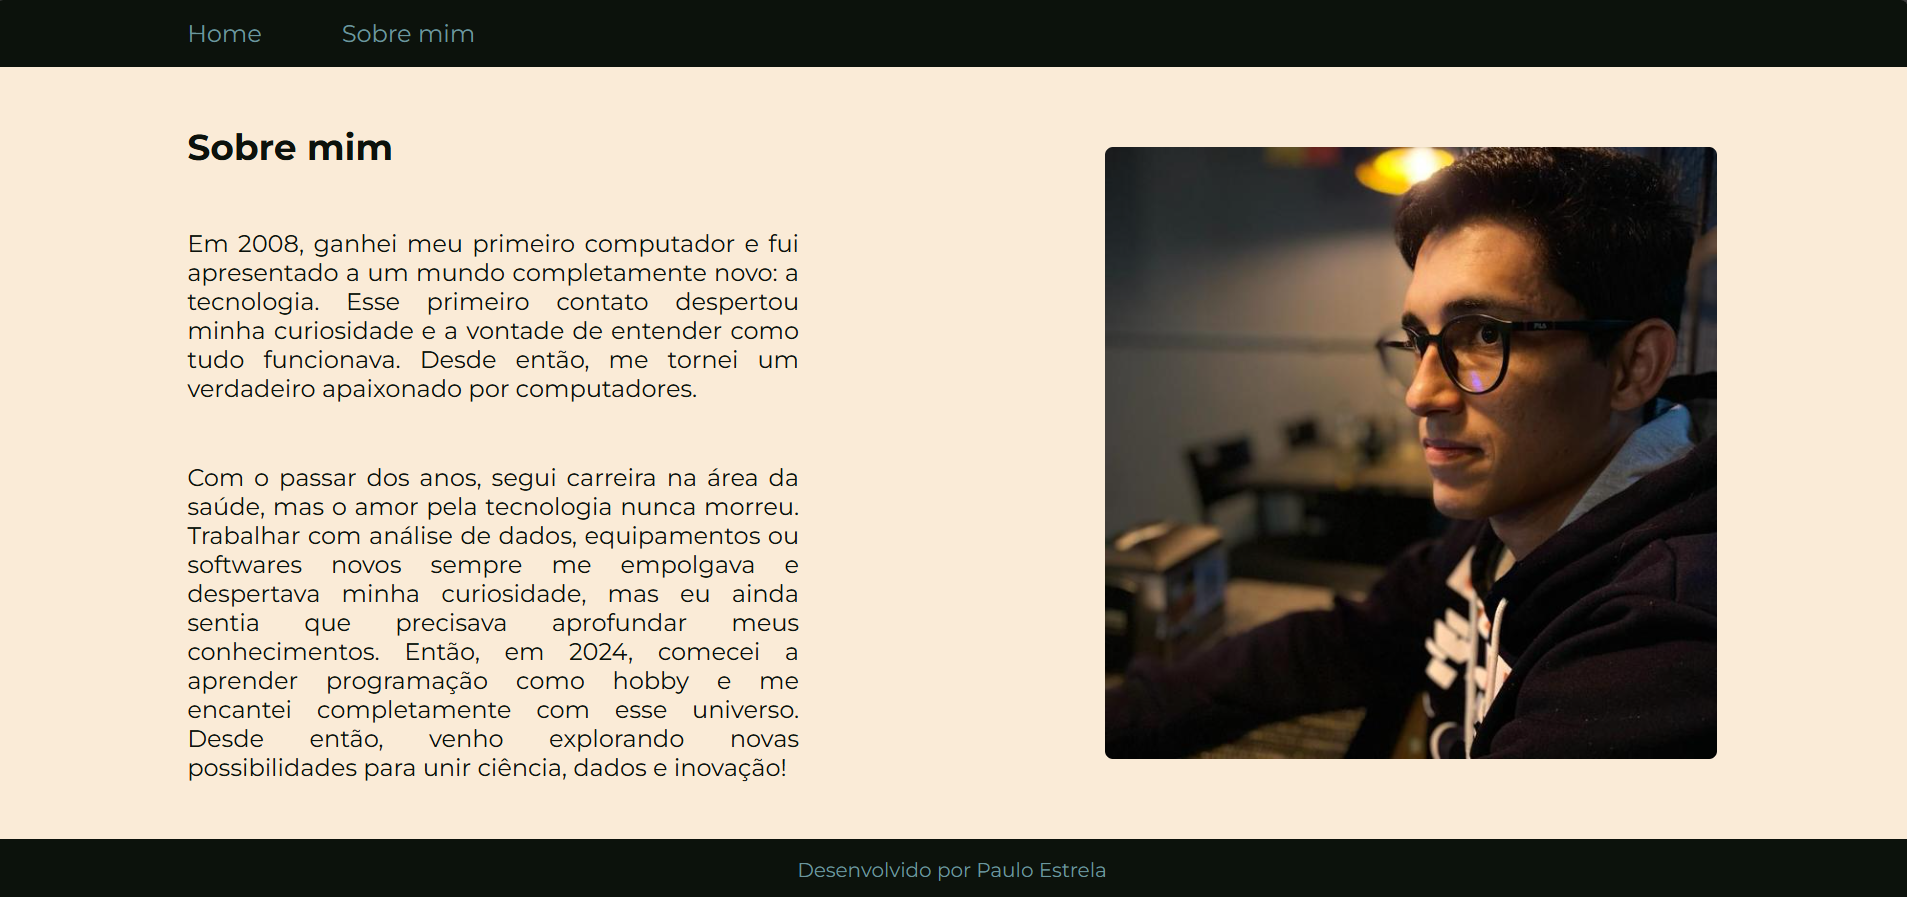 Home Sobre mim
Sobre mim
Em 2008, ganhei meu primeiro computador e fui
apresentado a um mundo completamente novo: a
tecnologia. Esse primeiro contato despertou
minha curiosidade e a vontade de entender como
tudo funcionava. Desde então, me tornei um
verdadeiro apaixonado por computadores.
Com o passar dos anos, segui carreira na área da
saúde, mas o amor pela tecnologia nunca morreu.
Trabalhar com análise de dados, equipamentos ou
softwares novos sempre me empolgava e
despertava minha curiosidade, mas eu ainda
sentia que precisava aprofundar meus
conhecimentos. Então, em 2024, comecei a
aprender programação como hobby e me
encantei completamente com esse universo.
Desde então, venho explorando novas
possibilidades para unir ciência, dados e inovação!
Desenvolvido por Paulo Estrela